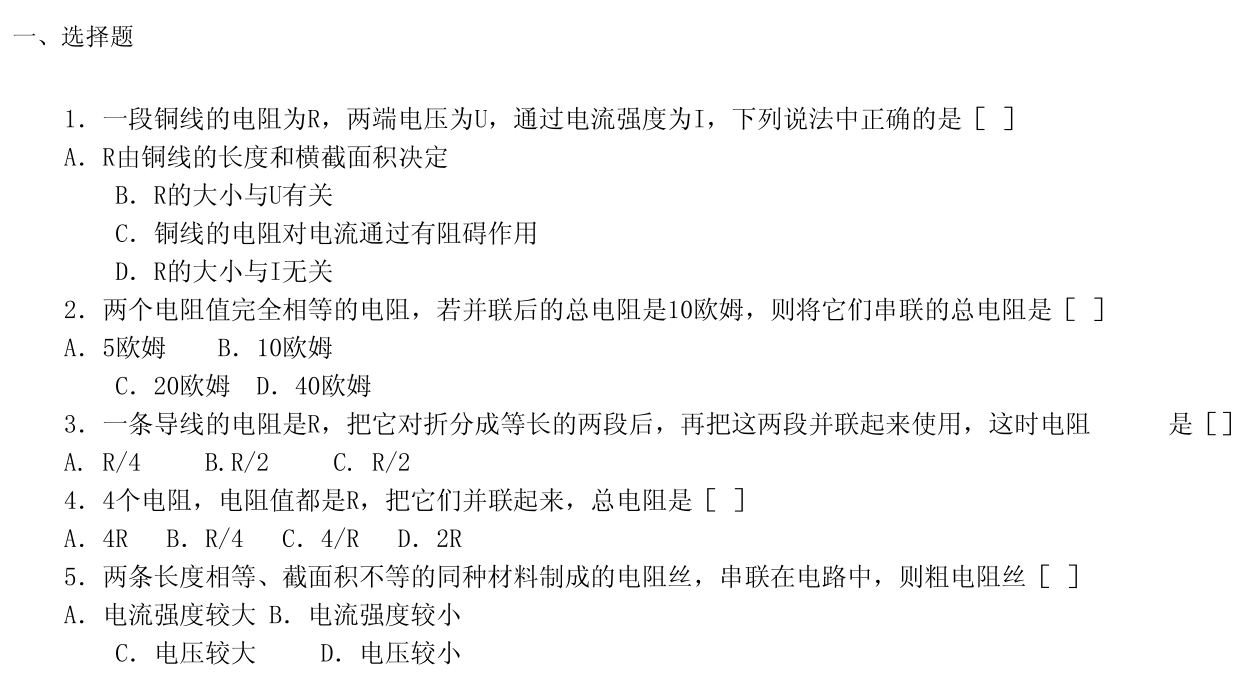 一、选择题
1．一段铜线的电阻为R，两端电压为U，通过电流强度为I，下列说法中正确的是［ ］
A．R由铜线的长度和横截面积决定
B．R的大小与U有关
C．铜线的电阻对电流通过有阻碍作用
D．R的大小与I无关
2．两个电阻值完全相等的电阻，若并联后的总电阻是10欧姆，则将它们串联的总电阻是［ ］
A．5欧姆    B．10欧姆
C．20欧姆  D．40欧姆
3．一条导线的电阻是R，把它对折分成等长的两段后，再把这两段并联起来使用，这时电阻      是［］
A. R/4     B.R/2     C. R/2
4．4个电阻，电阻值都是R，把它们并联起来，总电阻是［ ］
A．4R   B．R/4   C．4/R   D．2R
5．两条长度相等、截面积不等的同种材料制成的电阻丝，串联在电路中，则粗电阻丝［ ］
A．电流强度较大 B．电流强度较小
C．电压较大     D．电压较小